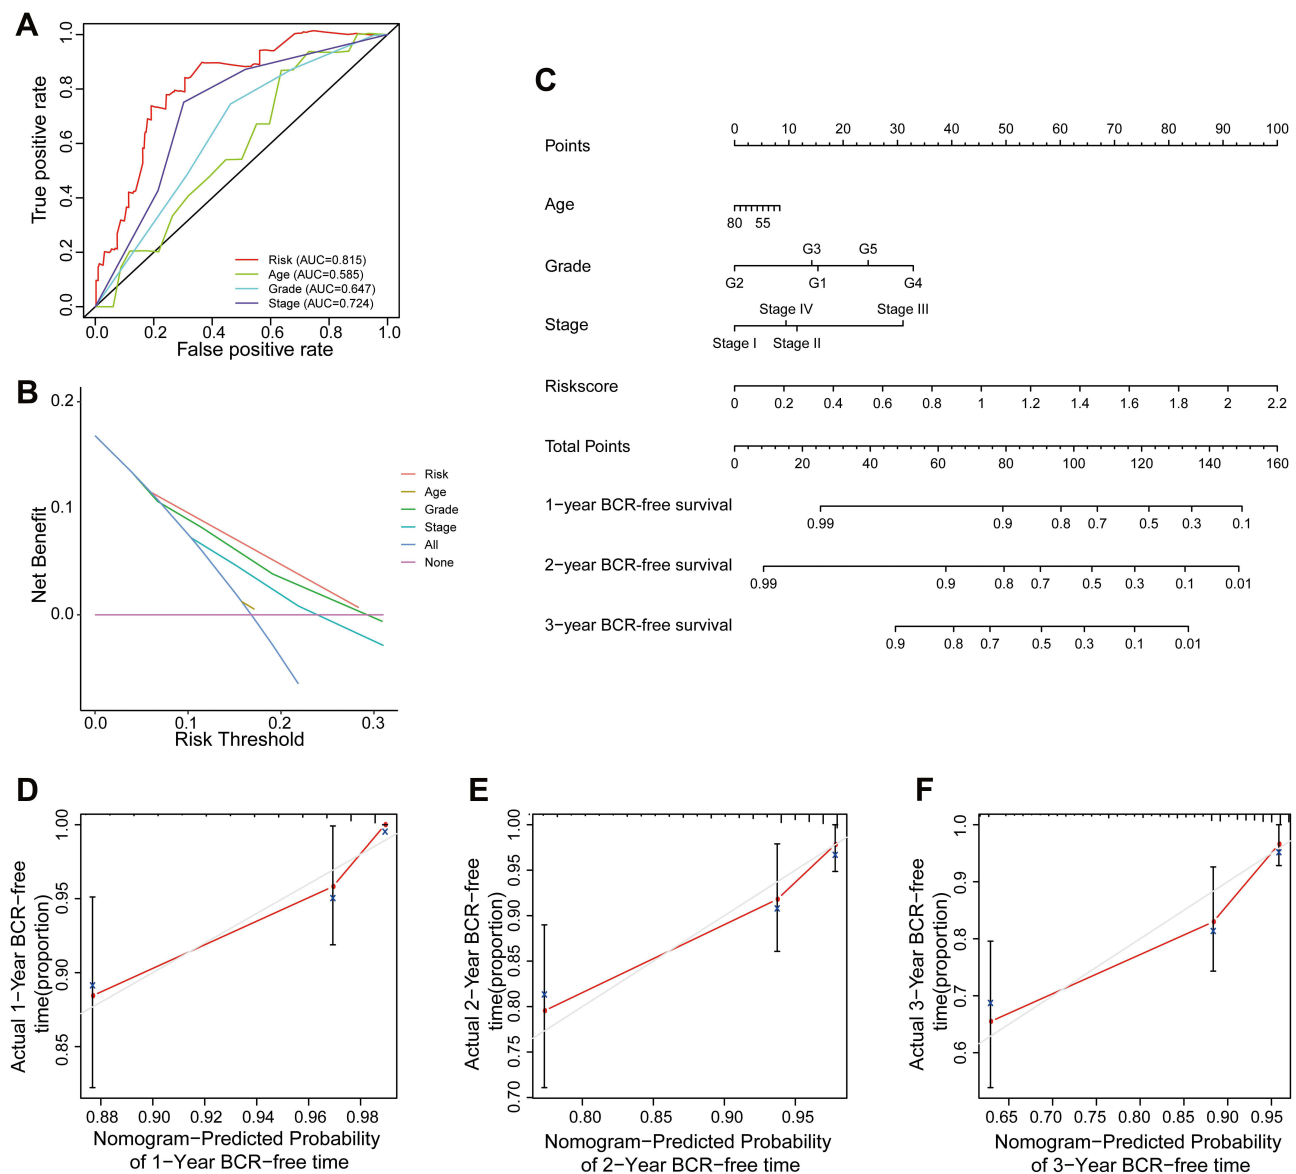 A
True positive rate
1.0
0.8
0.6
0.4
0.2
0.0
Risk (AUC=0.815)
Age (AUC=0.585)
Grade (AUC=0.647)
Stage (AUC=0.724)
0.0 0.2 0.4 0.6 0.8 1.0
False positive rate
B
Net Benefit
0.2
0.1
0.0
Risk
Age
Grade
Stage
All
None
0.0 0.1 0.2 0.3
Risk Threshold
C
0 10 20 30 40 50 60 70 80 90 100
Points
Age
80 55
G3 G5
Grade
G2 G1 G4
Stage IV Stage III
Stage
Stage I Stage II
Riskscore
0 0.2 0.4 0.6 0.8 1 1.2 1.4 1.6 1.8 2 2.2
Total Points
0 20 40 60 80 100 120 140 160
1−year BCR-free survival
0.99 0.9 0.8 0.7 0.5 0.3 0.1
2−year BCR-free survival
0.99 0.9 0.8 0.7 0.5 0.3 0.1 0.01
3−year BCR-free survival
0.9 0.8 0.7 0.5 0.3 0.1 0.01
D
Actual 1−Year BCR−free
time(proportion)
1.00
0.95
0.90
0.85
0.88 0.90 0.92 0.94 0.96 0.98
Nomogram−Predicted Probability
of 1−Year BCR−free time
E
Actual 2−Year BCR−free
time(proportion)
1.00
0.95
0.90
0.85
0.80
0.75
0.70
0.80 0.85 0.90 0.95
Nomogram−Predicted Probability
of 2−Year BCR−free time
F
Actual 3−Year BCR−free
time(proportion)
1.0
0.9
0.8
0.7
0.6
0.65 0.70 0.75 0.80 0.85 0.90 0.95
Nomogram−Predicted Probability
of 3−Year BCR−free time